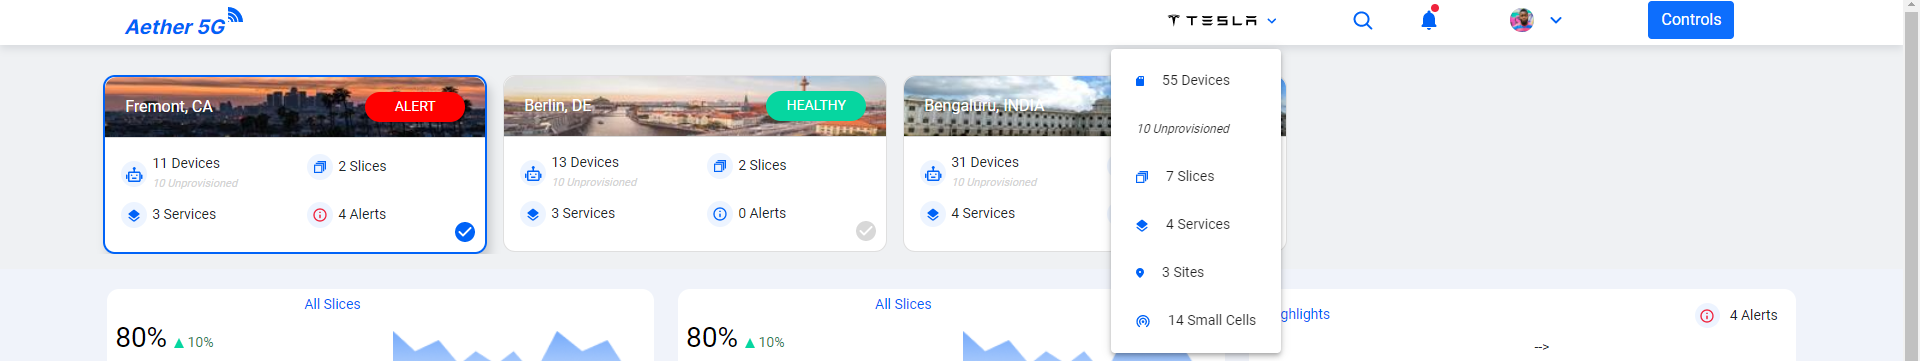 Aether 5G
TESLA
Controls
55 Devices
10 Unprovisioned
7 Slices
4 Services
3 Sites
14 Small Cells
Fremont, CA
ALERT
11 Devices
10 Unprovisioned
2 Slices
3 Services
4 Alerts
Berlin, DE
HEALTHY
13 Devices
10 Unprovisioned
2 Slices
3 Services
0 Alerts
Bengaluru, INDIA
31 Devices
10 Unprovisioned
4 Services
All Slices
80%
10%
All Slices
80%
10%
ghlights
4 Alerts
-->